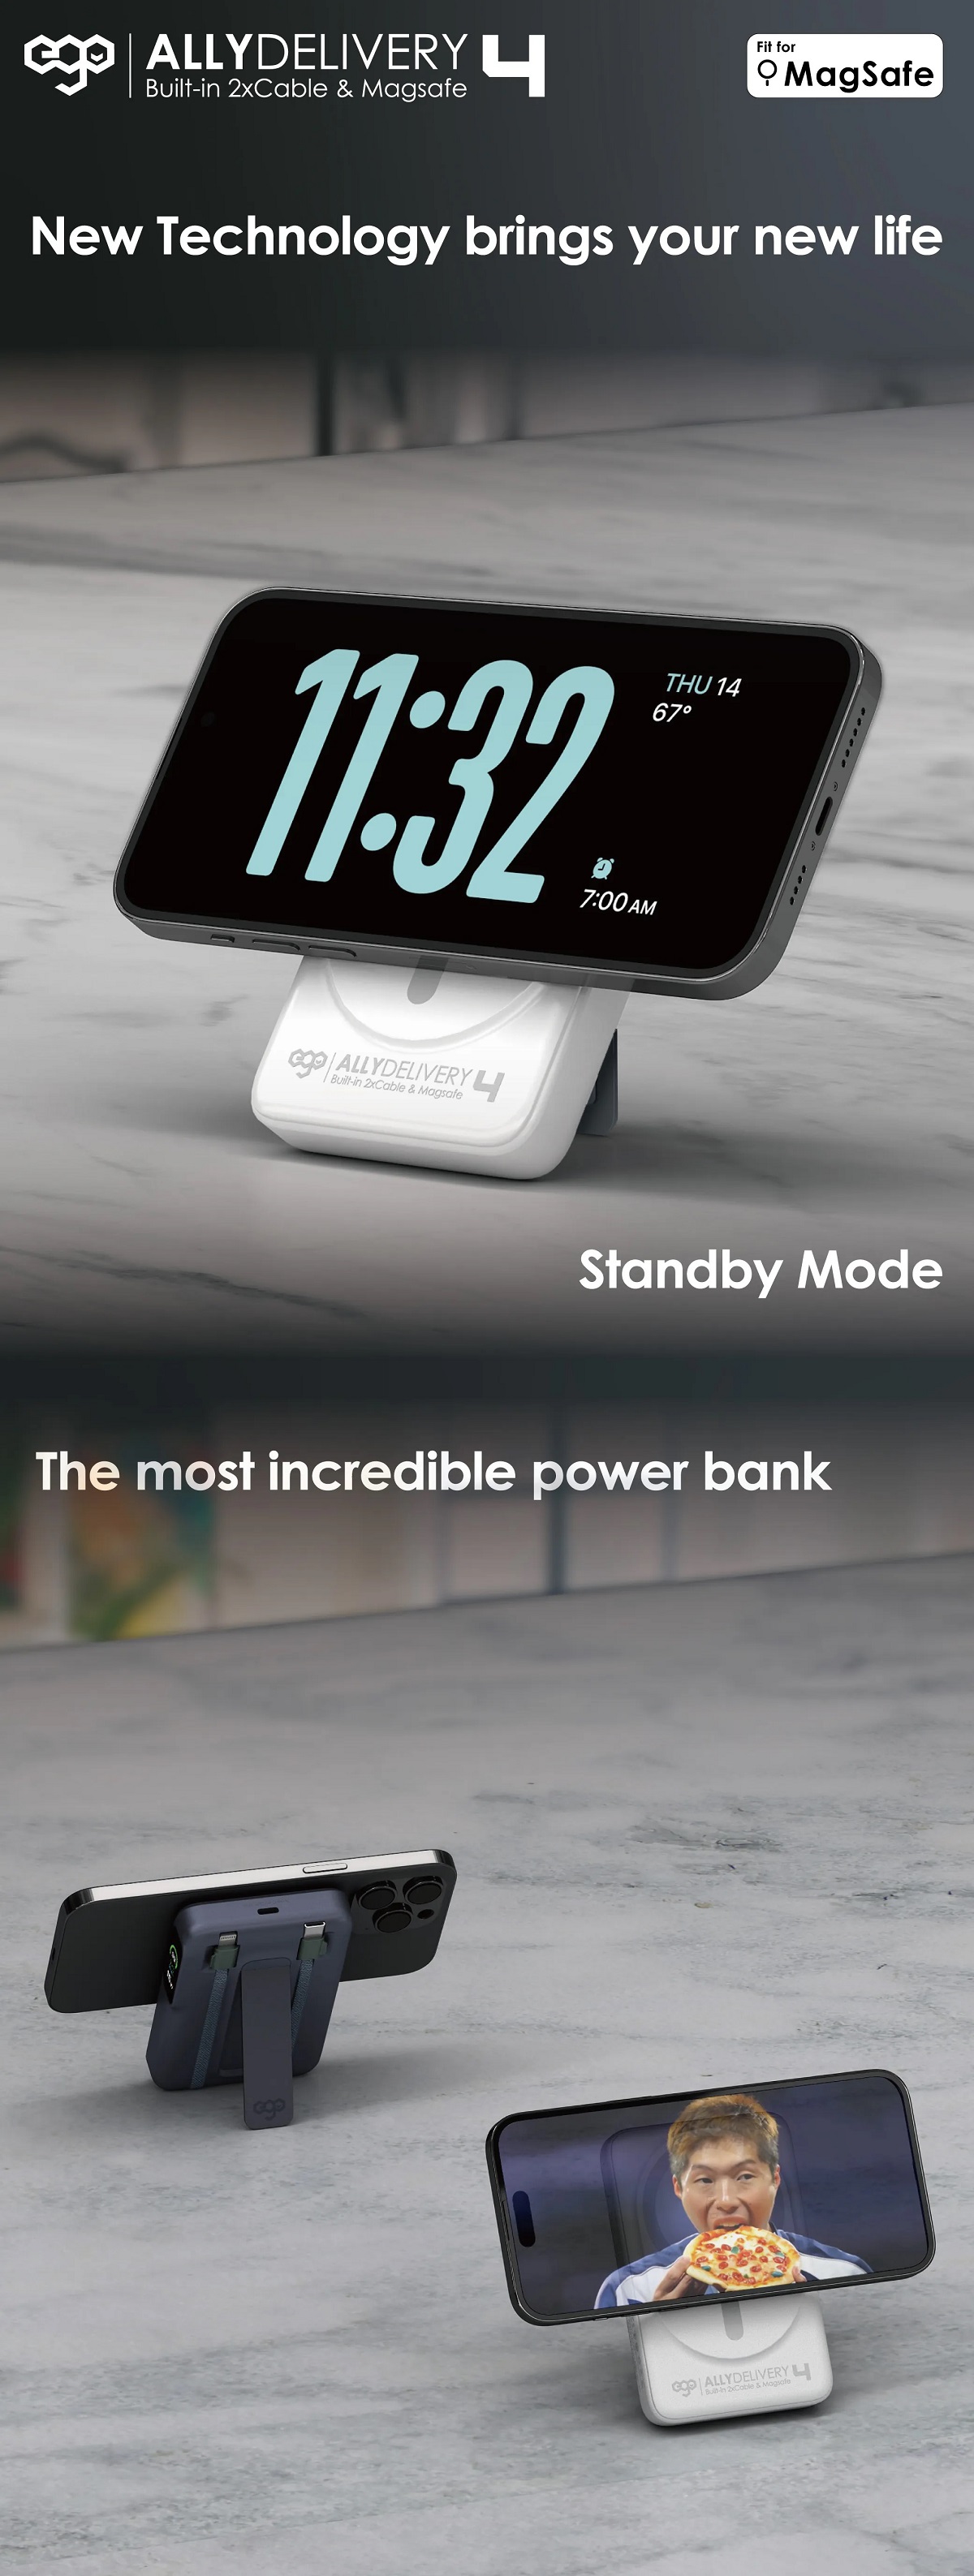 ego
ALLYDELIVERY 4
Built-in 2xCable & Magsafe
Fit for
MagSafe
New Technology brings your new life
11:32
THU 14
67°
7:00 AM
ego ALLYDELIVERY 4
Built-in 2xCable & Magsafe
Standby Mode
The most incredible power bank
ego
ego ALLYDELIVERY 4
Built-in 2xCable & Magsafe